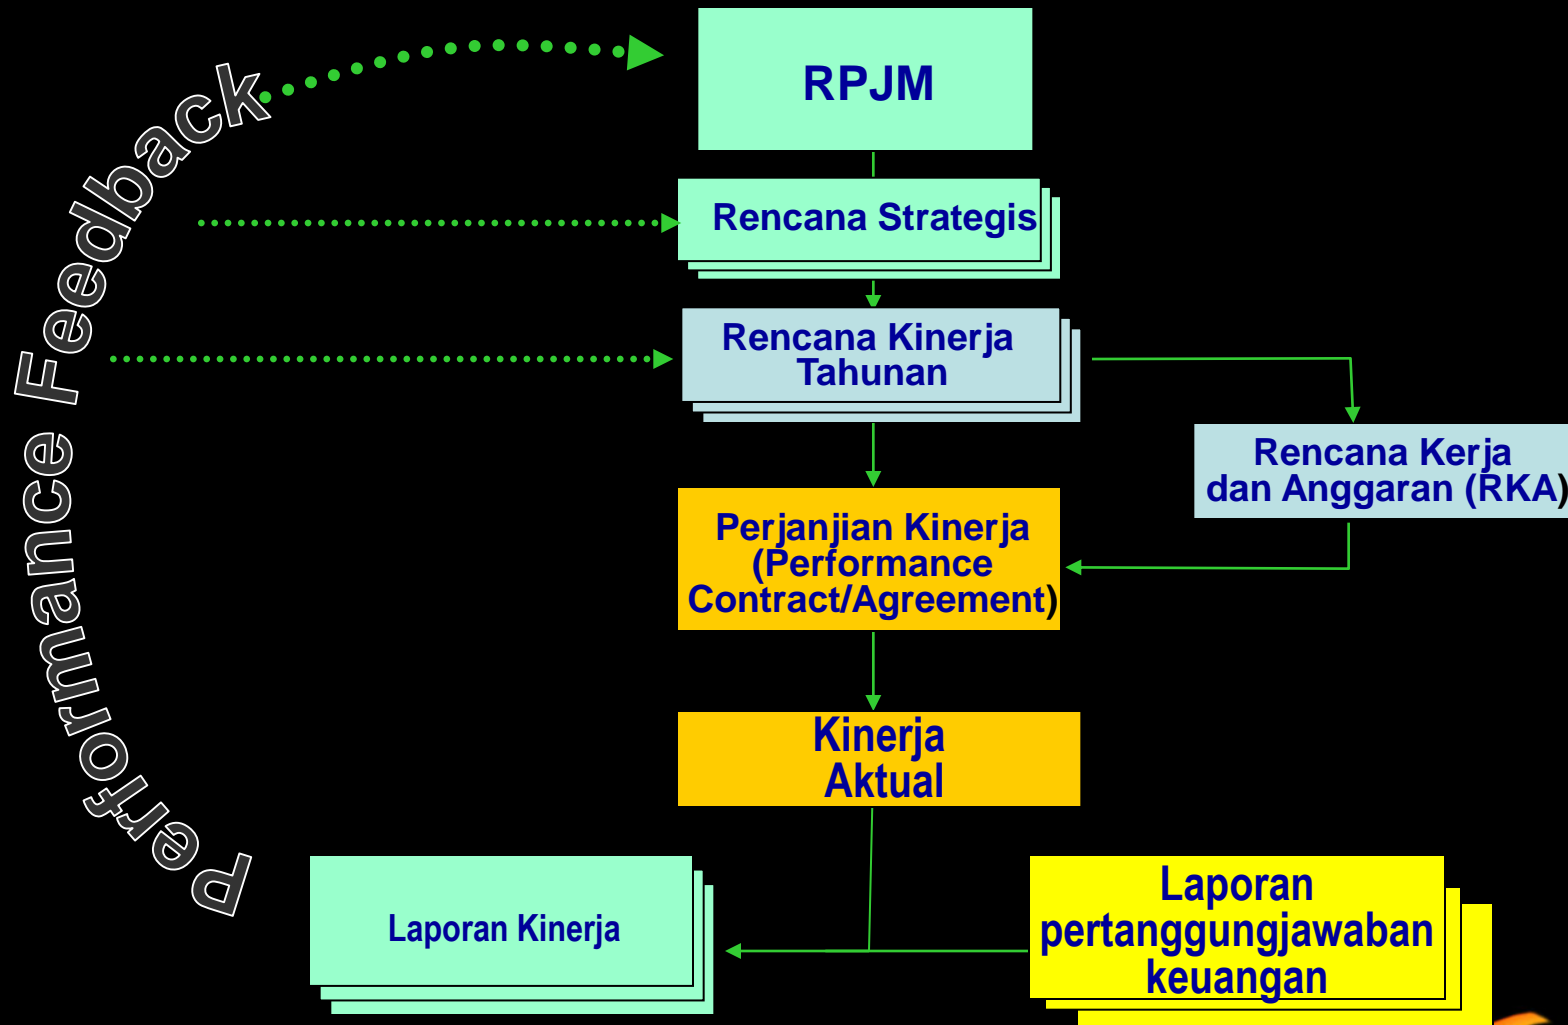 Performance Feedback
RPJM
Rencana Strategis
Rencana Kinerja
Tahunan
Rencana Kerja
dan Anggaran (RKA)
Perjanjian Kinerja
(Performance
Contract/Agreement)
Kinerja
Aktual
Laporan Kinerja
Laporan
pertanggungjawaban
keuangan